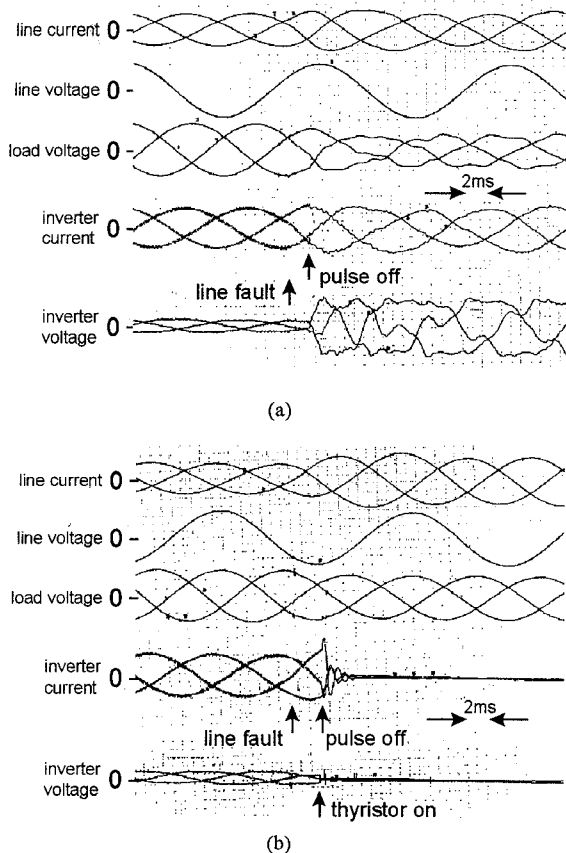 line current 0
line voltage 0
load voltage 0
2ms
inverter current 0
pulse off
line fault
inverter voltage 0
(a)
line current 0
line voltage 0
load voltage 0
inverter current 0
2ms
line fault
pulse off
inverter voltage 0
thyristor on
(b)